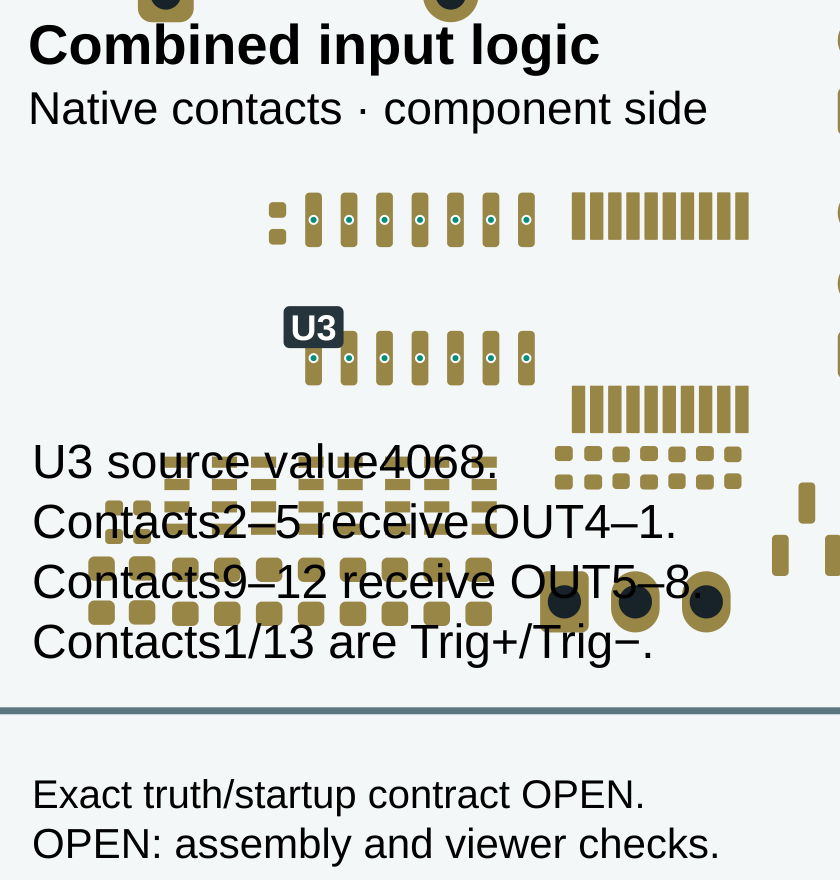 Combined input logic
Native contacts · component side
U3
U3 source value4068.
Contacts2–5 receive OUT4–1.
Contacts9–12 receive OUT5–8.
Contacts1/13 are Trig+/Trig−.
Exact truth/startup contract OPEN.
OPEN: assembly and viewer checks.